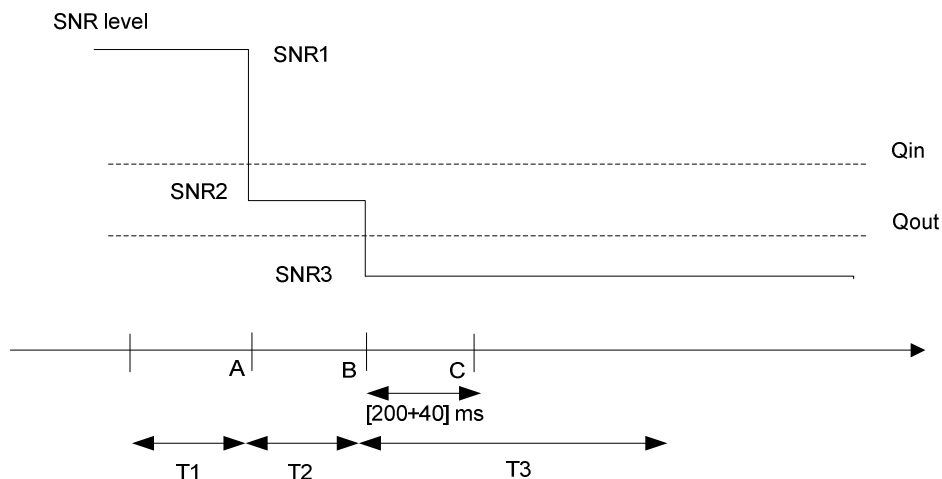 SNR level
SNR1
Qin
SNR2
Qout
SNR3
A
B
C
[200+40] ms
T1
T2
T3